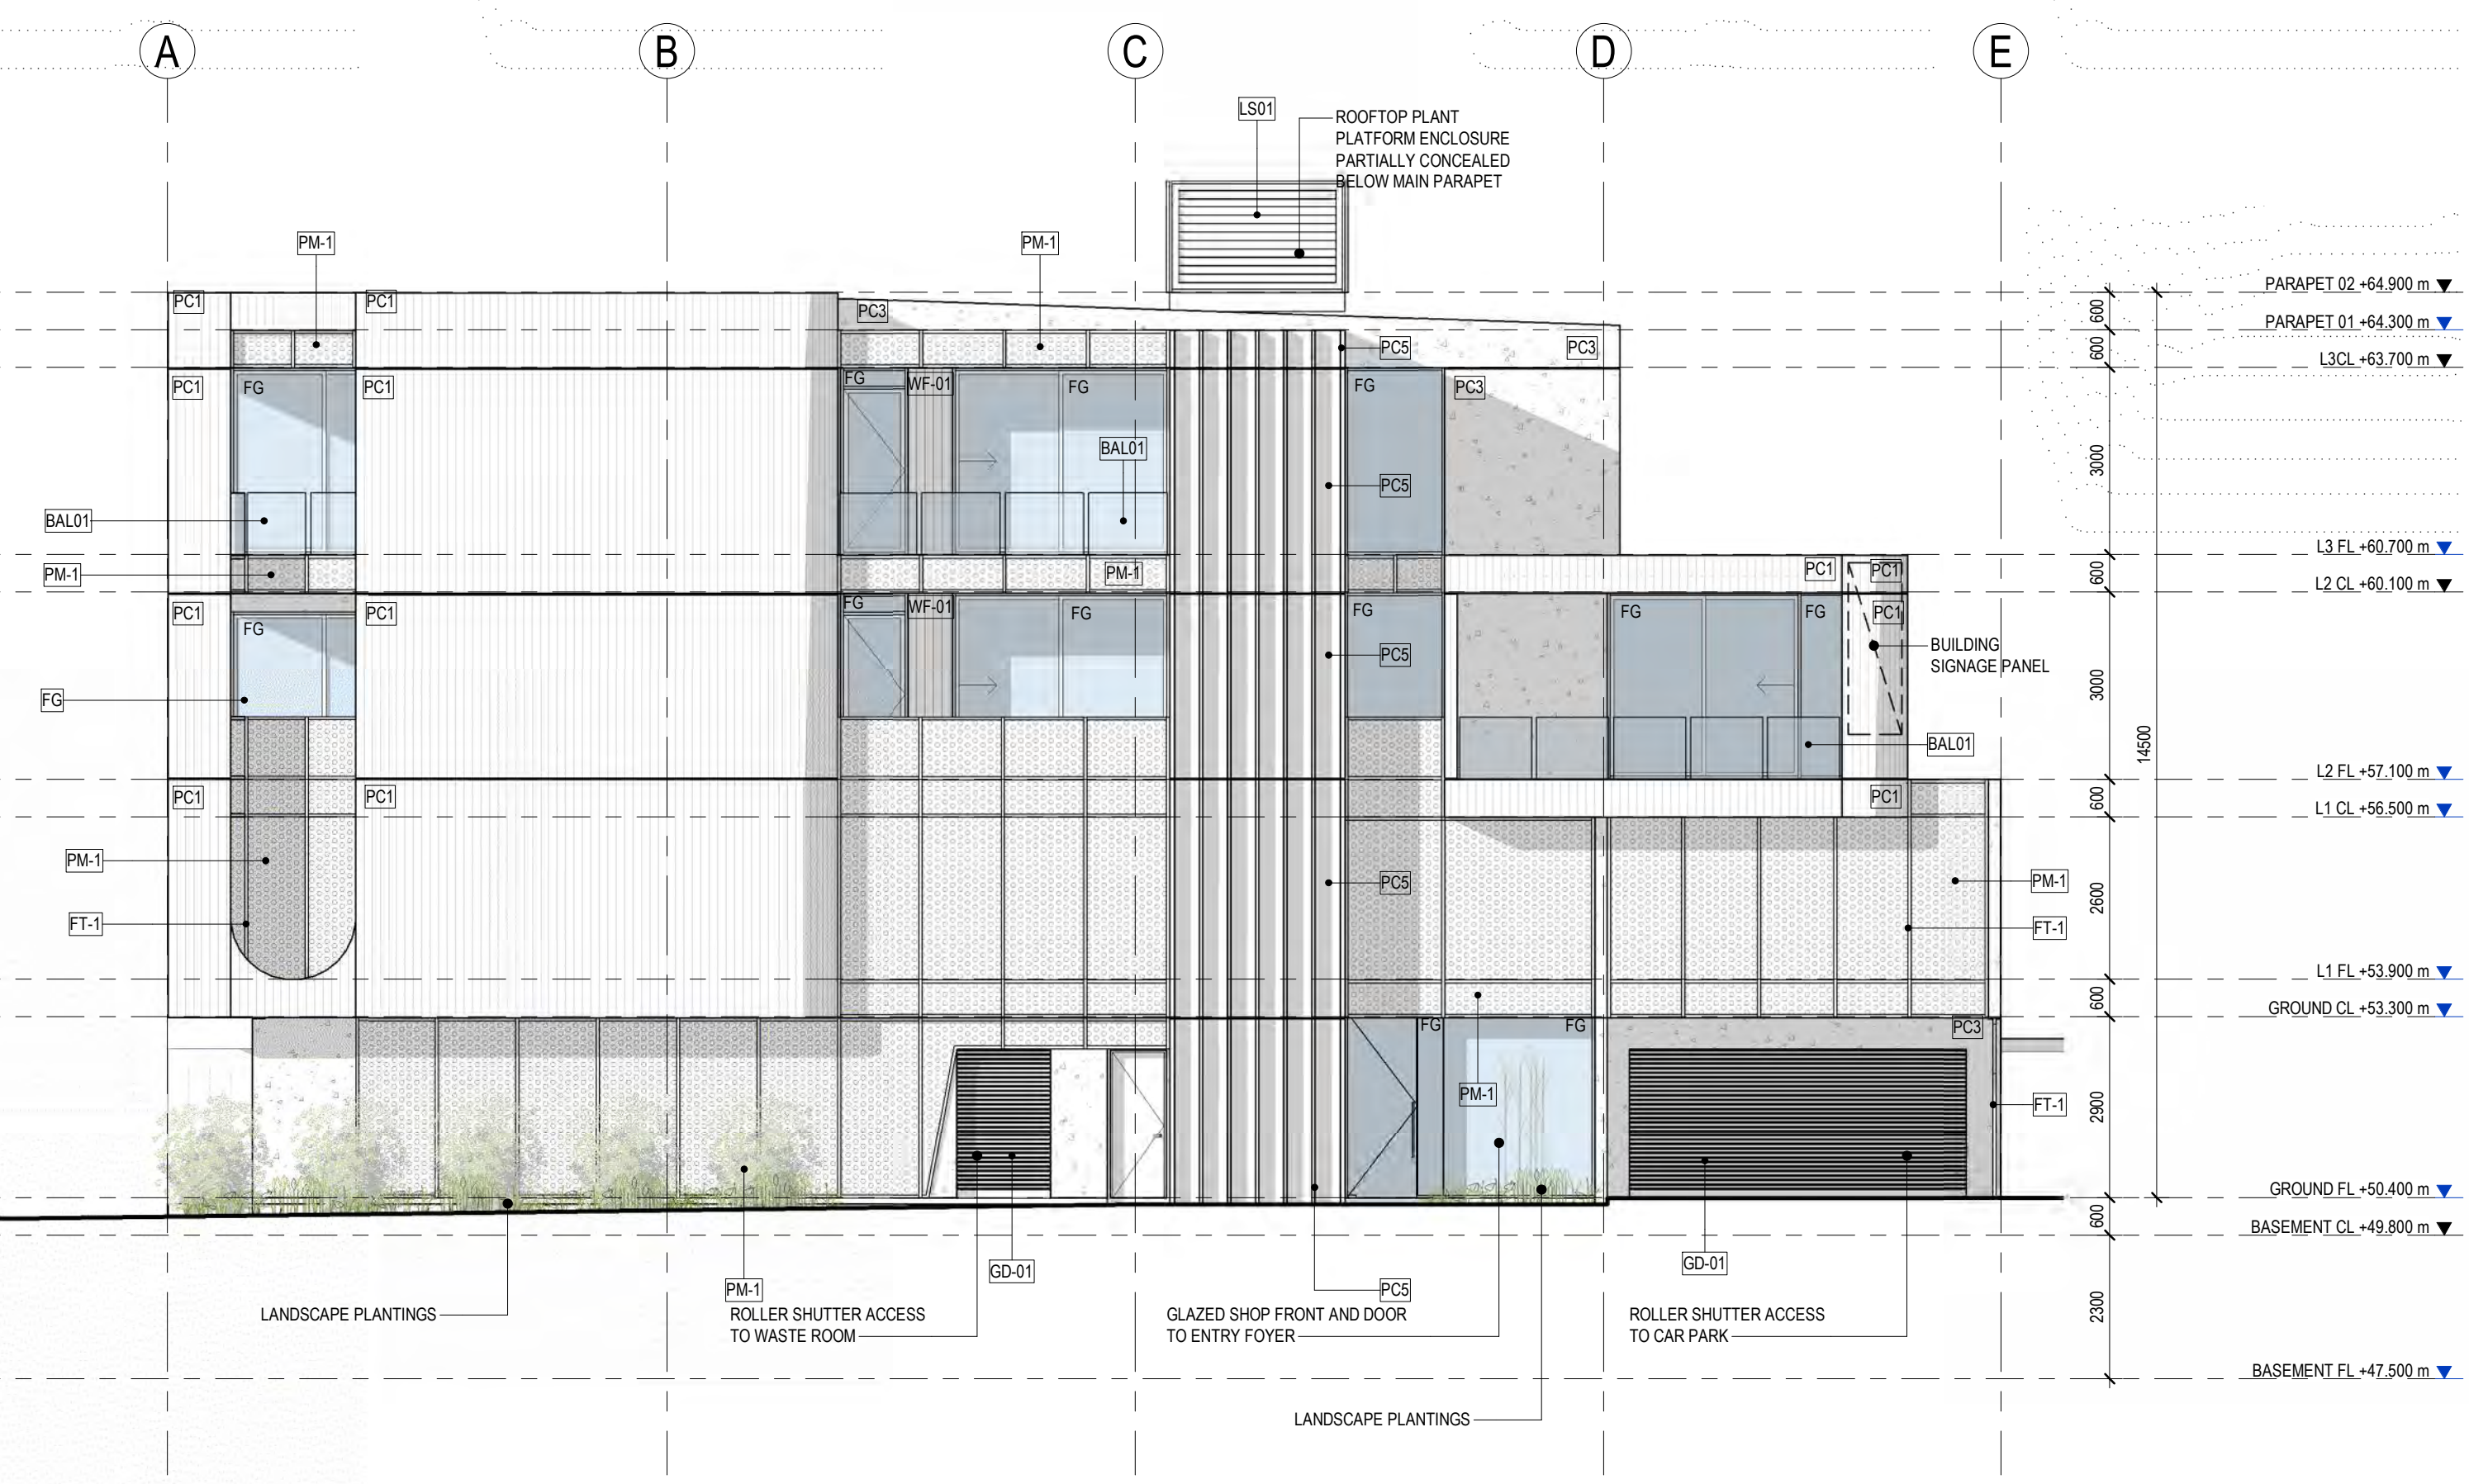 A B C D E
LS01
ROOFTOP PLANT
PLATFORM ENCLOSURE
PARTIALLY CONCEALED
BELOW MAIN PARAPET
PM-1 PM-1
PARAPET 02 +64.900 m
PC1 PC1 PC3
600
PARAPET 01 +64.300 m
PC5 PC3
600
L3CL +63.700 m
PC1 FG PC1 FG WF-01 FG FG PC3
BAL01
3000
PC5
BAL01
L3 FL +60.700 m
PM-1 PM-1 PC1 PC1
600
L2 CL +60.100 m
PC1 FG PC1 FG WF-01 FG FG FG FG PC1
BUILDING
SIGNAGE PANEL
PC5
3000
FG
BAL01
14500
L2 FL +57.100 m
PC1 PC1 PC1
600
L1 CL +56.500 m
PM-1 PC5 PM-1
2600
FT-1 FT-1
L1 FL +53.900 m
600
GROUND CL +53.300 m
FG FG PC3
PM-1
2900
FT-1
GROUND FL +50.400 m
600
BASEMENT CL +49.800 m
GD-01 GD-01
PM-1 PC5
LANDSCAPE PLANTINGS
ROLLER SHUTTER ACCESS
TO WASTE ROOM
GLAZED SHOP FRONT AND DOOR
TO ENTRY FOYER
ROLLER SHUTTER ACCESS
TO CAR PARK
2300
BASEMENT FL +47.500 m
LANDSCAPE PLANTINGS